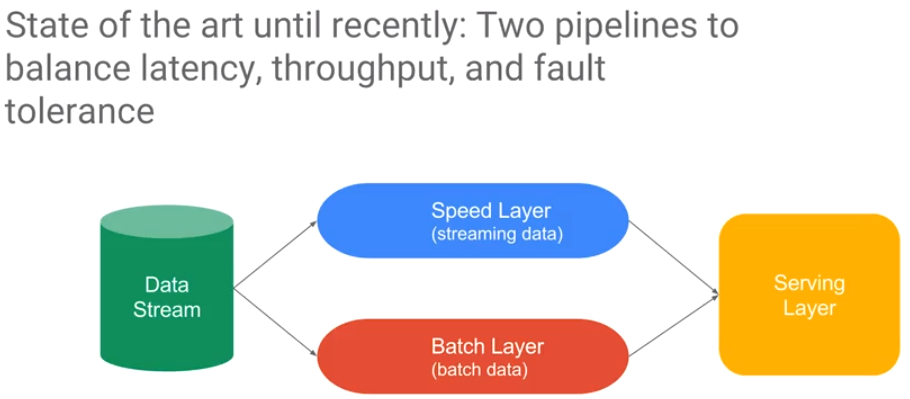 State of the art until recently: Two pipelines to
balance latency, throughput, and fault
tolerance
Speed Layer
(streaming data)
Data
Stream
Serving
Layer
Batch Layer
(batch data)